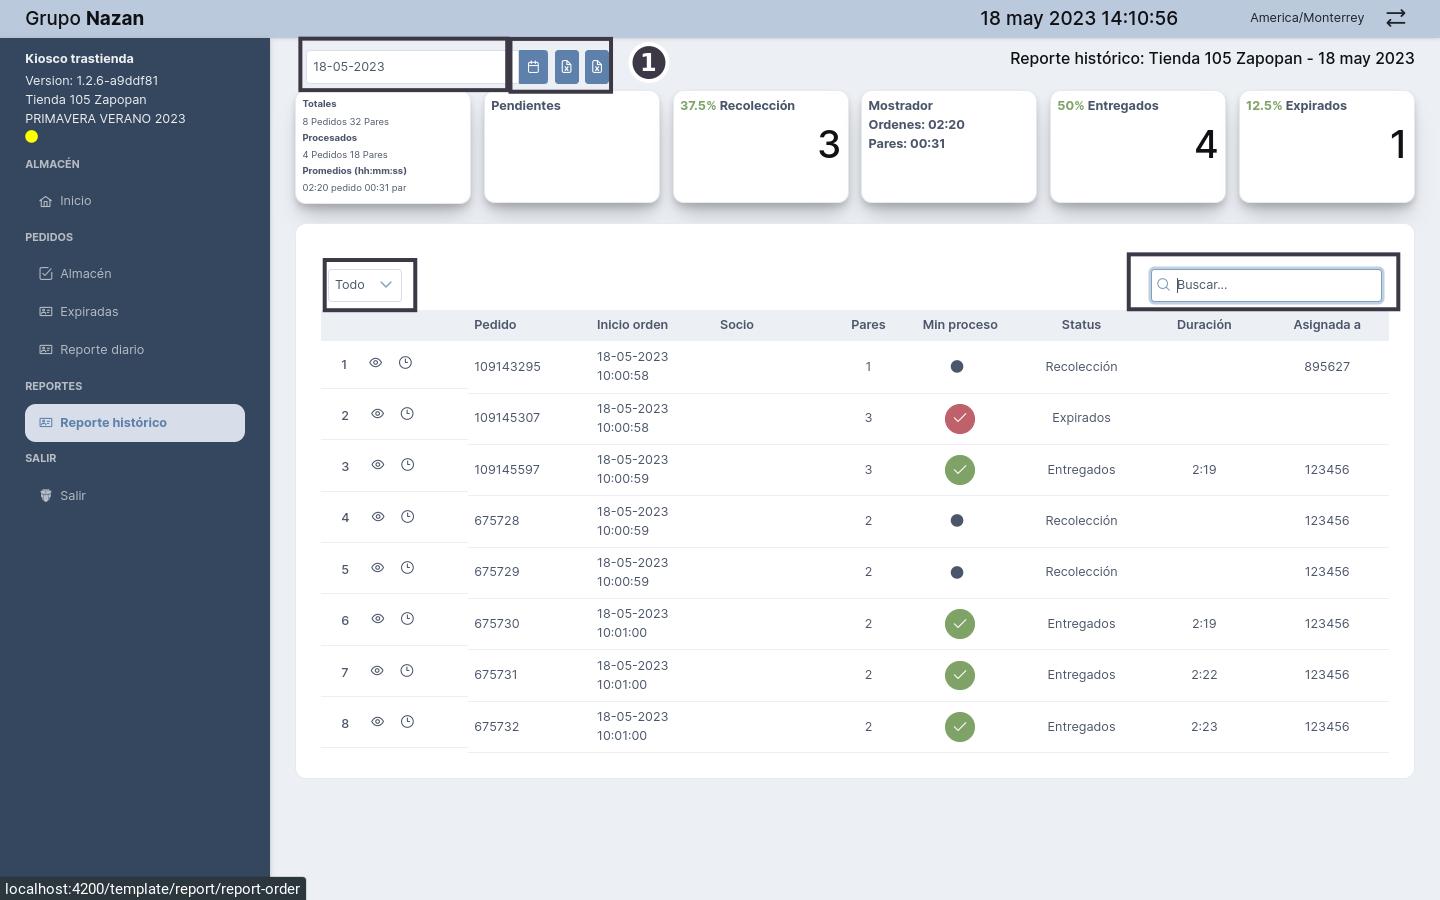 Grupo Nazan
18 may 2023 14:10:56
America/Monterrey
Kiosco trastienda
Version: 1.2.6-a9ddf81
Tienda 105 Zapopan
PRIMAVERA VERANO 2023
ALMACÉN
Inicio
PEDIDOS
Almacén
Expiradas
Reporte diario
REPORTES
Reporte histórico
SALIR
Salir
18-05-2023
1
Reporte histórico: Tienda 105 Zapopan - 18 may 2023
Totales
8 Pedidos 32 Pares
Procesados
4 Pedidos 18 Pares
Promedios (hh:mm:ss)
02:20 pedido 00:31 par
Pendientes
37.5% Recolección
3
Mostrador
Ordenes: 02:20
Pares: 00:31
50% Entregados
4
12.5% Expirados
1
Todo
Buscar...
Pedido Inicio orden Socio Pares Min proceso Status Duración Asignada a
1 109143295 18-05-2023 10:00:58 1 Recolección 895627
2 109145307 18-05-2023 10:00:58 3 Expirados
3 109145597 18-05-2023 10:00:59 3 Entregados 2:19 123456
4 675728 18-05-2023 10:00:59 2 Recolección 123456
5 675729 18-05-2023 10:00:59 2 Recolección 123456
6 675730 18-05-2023 10:01:00 2 Entregados 2:19 123456
7 675731 18-05-2023 10:01:00 2 Entregados 2:22 123456
8 675732 18-05-2023 10:01:00 2 Entregados 2:23 123456
localhost:4200/template/report/report-order